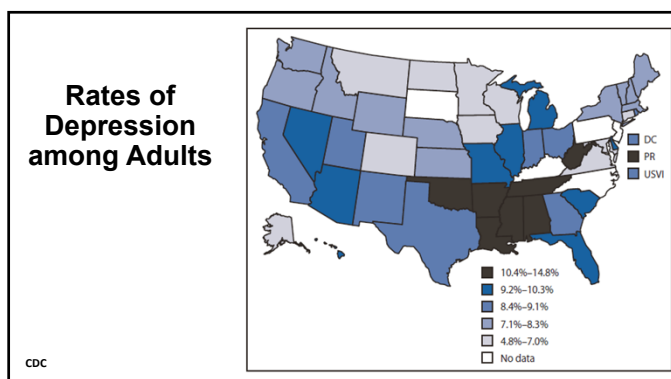 Rates of
Depression
among Adults
DC
PR
USVI
10.4%–14.8%
9.2%–10.3%
8.4%–9.1%
7.1%–8.3%
4.8%–7.0%
No data
CDC